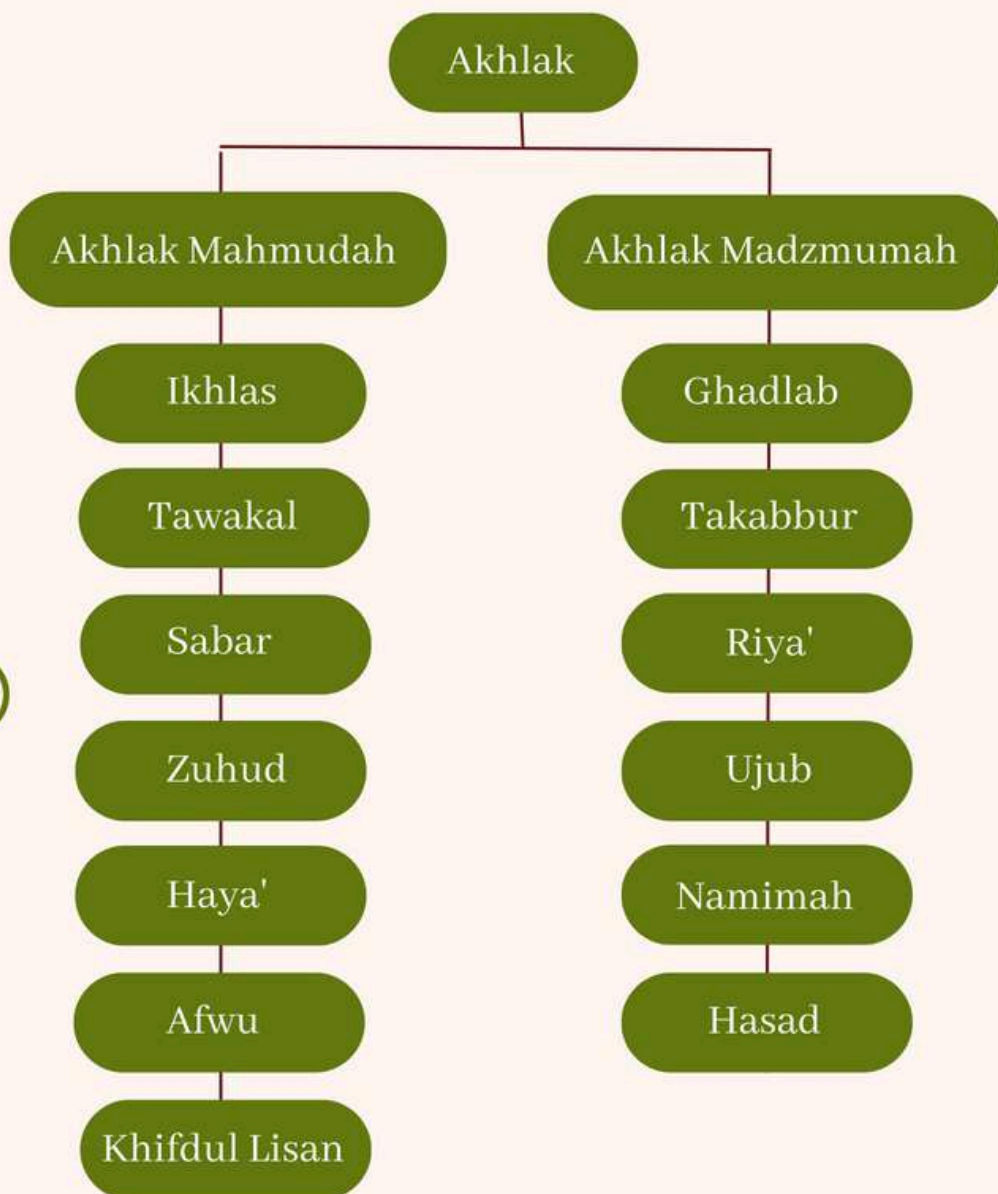 Akhlak
Akhlak Mahmudah
Akhlak Madzmumah
Ikhlas
Ghadlab
Tawakal
Takabbur
Sabar
Riya'
Zuhud
Ujub
Haya'
Namimah
Afwu
Hasad
Khifdul Lisan